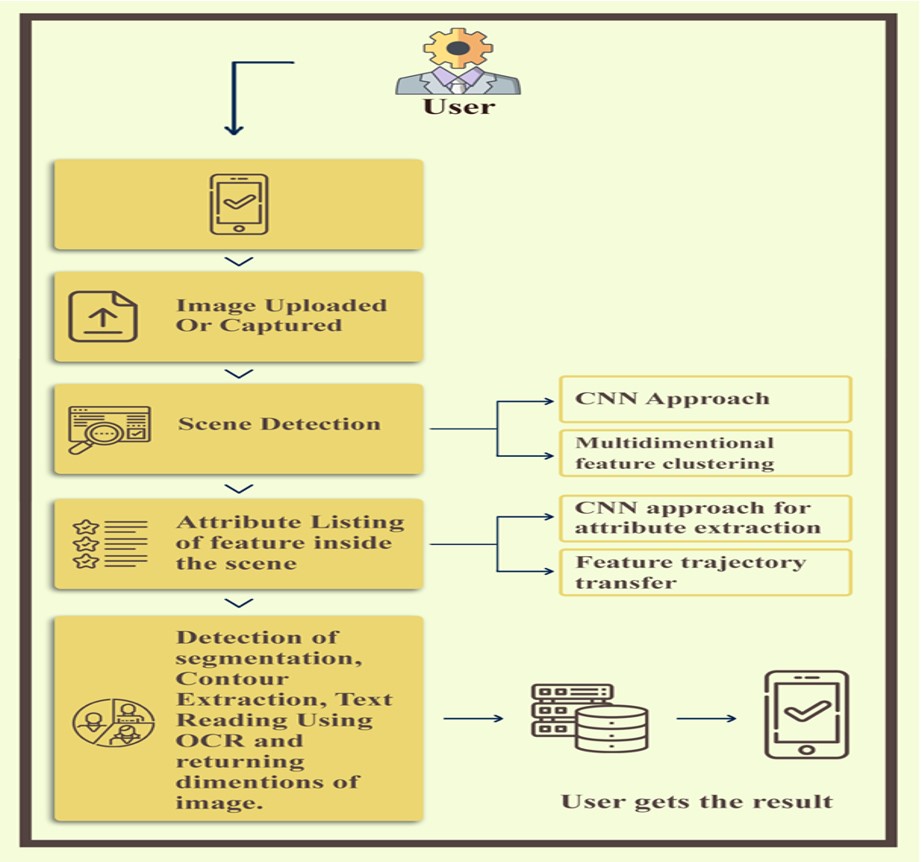 User
Image Uploaded
Or Captured
Scene Detection
CNN Approach
Multidimentional
feature clustering
Attribute Listing
of feature inside
the scene
CNN approach for
attribute extraction
Feature trajectory
transfer
Detection of
segmentation,
Contour
Extraction, Text
Reading Using
OCR and
returning
dimentions of
image.
User gets the result